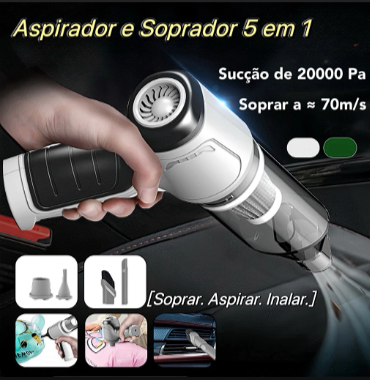 Aspirador e Soprador 5 em 1
Sucção de 20000 Pa
Soprar a ≈ 70m/s
[Soprar. Aspirar. Inalar.]